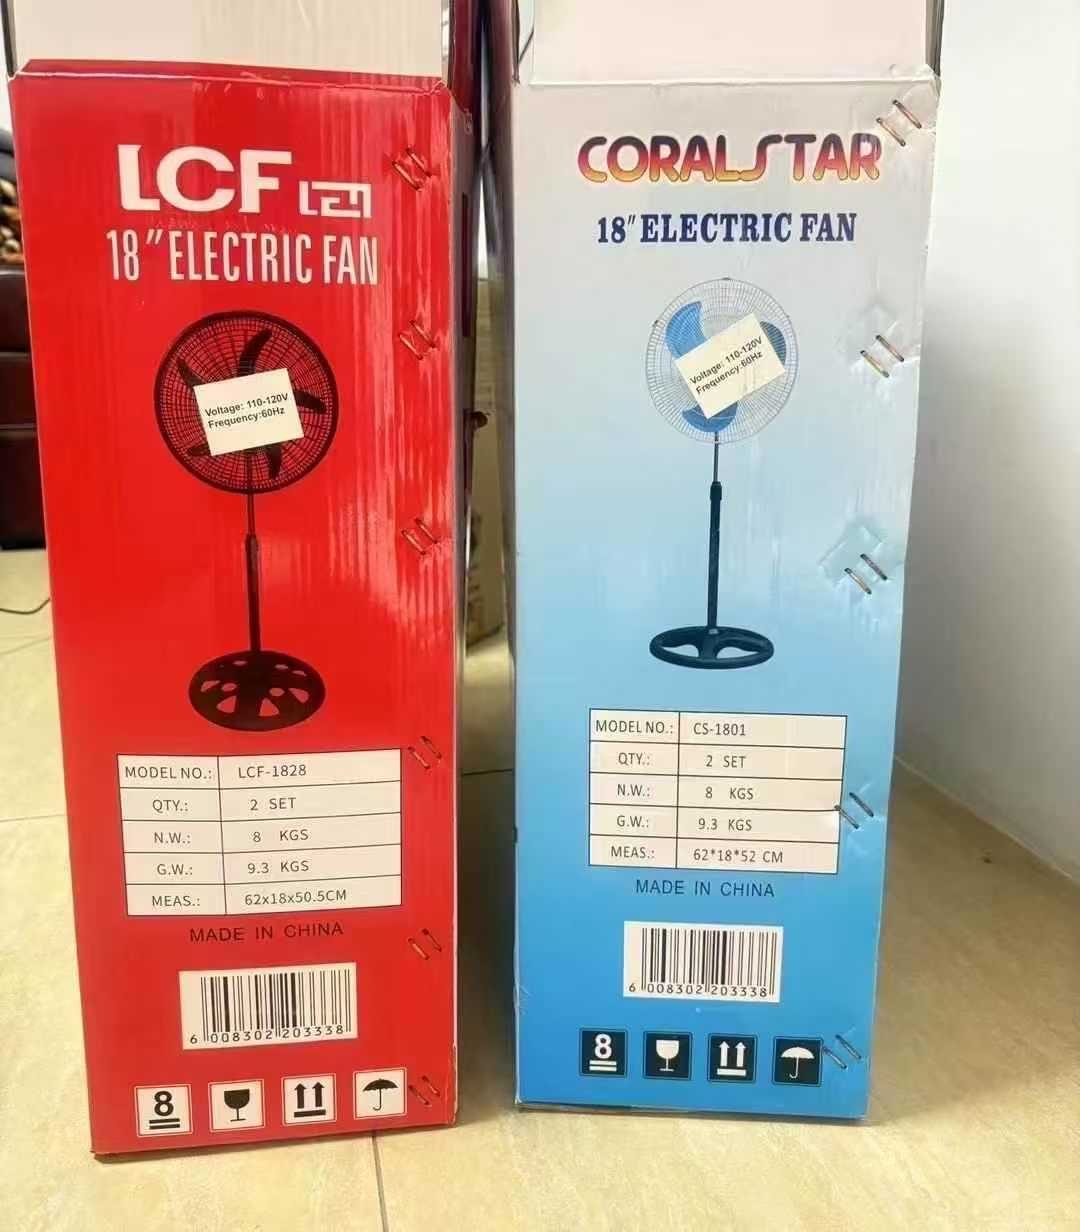 LCF
18" ELECTRIC FAN
Voltage: 110-120V
Frequency:60Hz
MODEL NO.: LCF-1828
QTY.: 2 SET
N.W.: 8 KGS
G.W.: 9.3 KGS
MEAS.: 62x18x50.5CM
MADE IN CHINA
6 008302 203338
8
CORALSTAR
18" ELECTRIC FAN
Voltage: 110-120V
Frequency:60Hz
MODEL NO.: CS-1801
QTY.: 2 SET
N.W.: 8 KGS
G.W.: 9.3 KGS
MEAS.: 62*18*52 CM
MADE IN CHINA
6 008302 203338
8